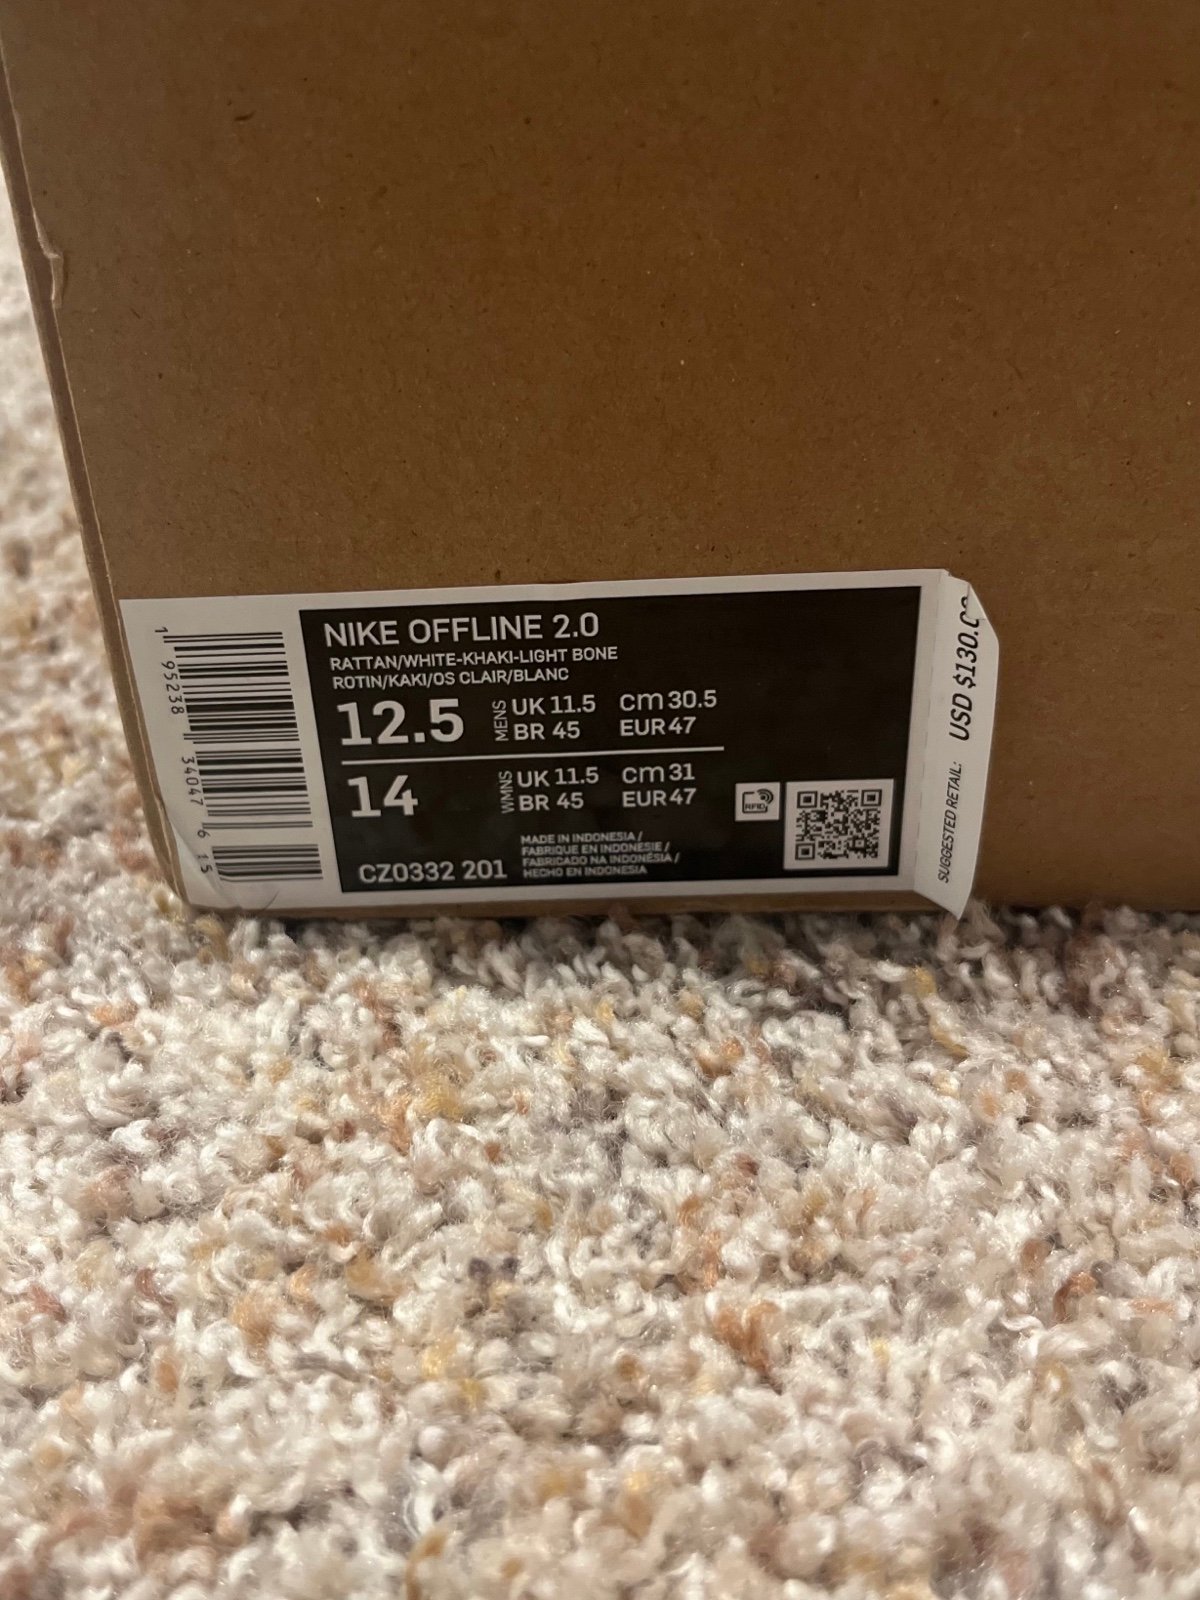 NIKE OFFLINE 2.0
RATTAN/WHITE-KHAKI-LIGHT BONE
ROTIN/KAKI/OS CLAIR/BLANC
12.5 MENS UK 11.5 cm 30.5
BR 45 EUR 47
14 WMNS UK 11.5 cm 31
BR 45 EUR 47
RFID
CZ0332 201
MADE IN INDONESIA /
FABRIQUE EN INDONESIE /
FABRICADO NA INDONÉSIA /
HECHO EN INDONESIA
1 95238 34047 6 15
SUGGESTED RETAIL: USD $130.00